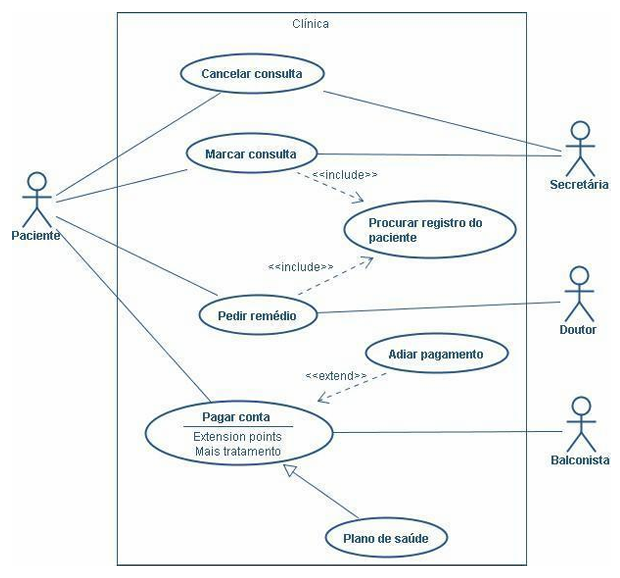 Clínica
Cancelar consulta
Marcar consulta
<<include>>
Secretária
Procurar registro do
paciente
Paciente
<<include>>
Pedir remédio
Doutor
Adiar pagamento
<<extend>>
Pagar conta
Extension points
Mais tratamento
Balconista
Plano de saúde